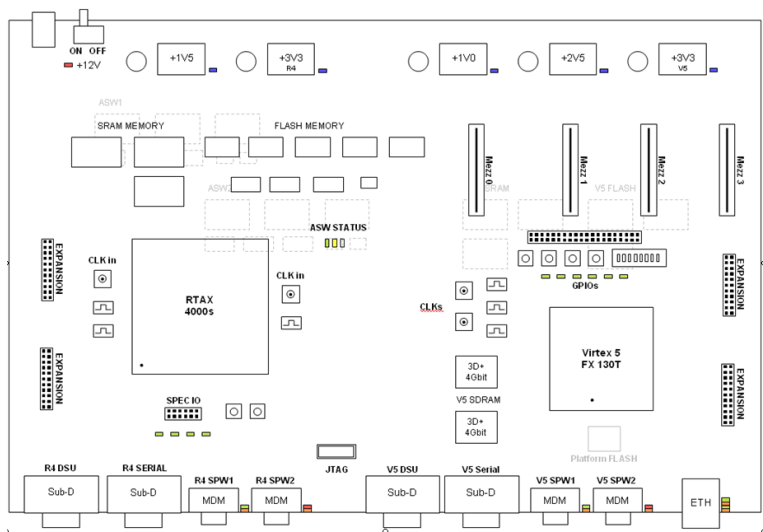 ON OFF
+12V
+1V5
+3V3
R4
+1V0
+2V5
+3V3
V5
ASW1
SRAM MEMORY
FLASH MEMORY
Mezz 0
Mezz 1
Mezz 2
Mezz 3
SRAM
V5 FLASH
ASW STATUS
EXPANSION
CLK in
RTAX
4000s
CLK in
CLKs
GPIOs
EXPANSION
Virtex 5
FX 130T
EXPANSION
3D+
4Gbit
V5 SDRAM
3D+
4Gbit
EXPANSION
SPEC IO
JTAG
Platform FLASH
R4 DSU
Sub-D
R4 SERIAL
Sub-D
R4 SPW1
MDM
R4 SPW2
MDM
V5 DSU
Sub-D
V5 Serial
Sub-D
V5 SPW1
MDM
V5 SPW2
MDM
ETH